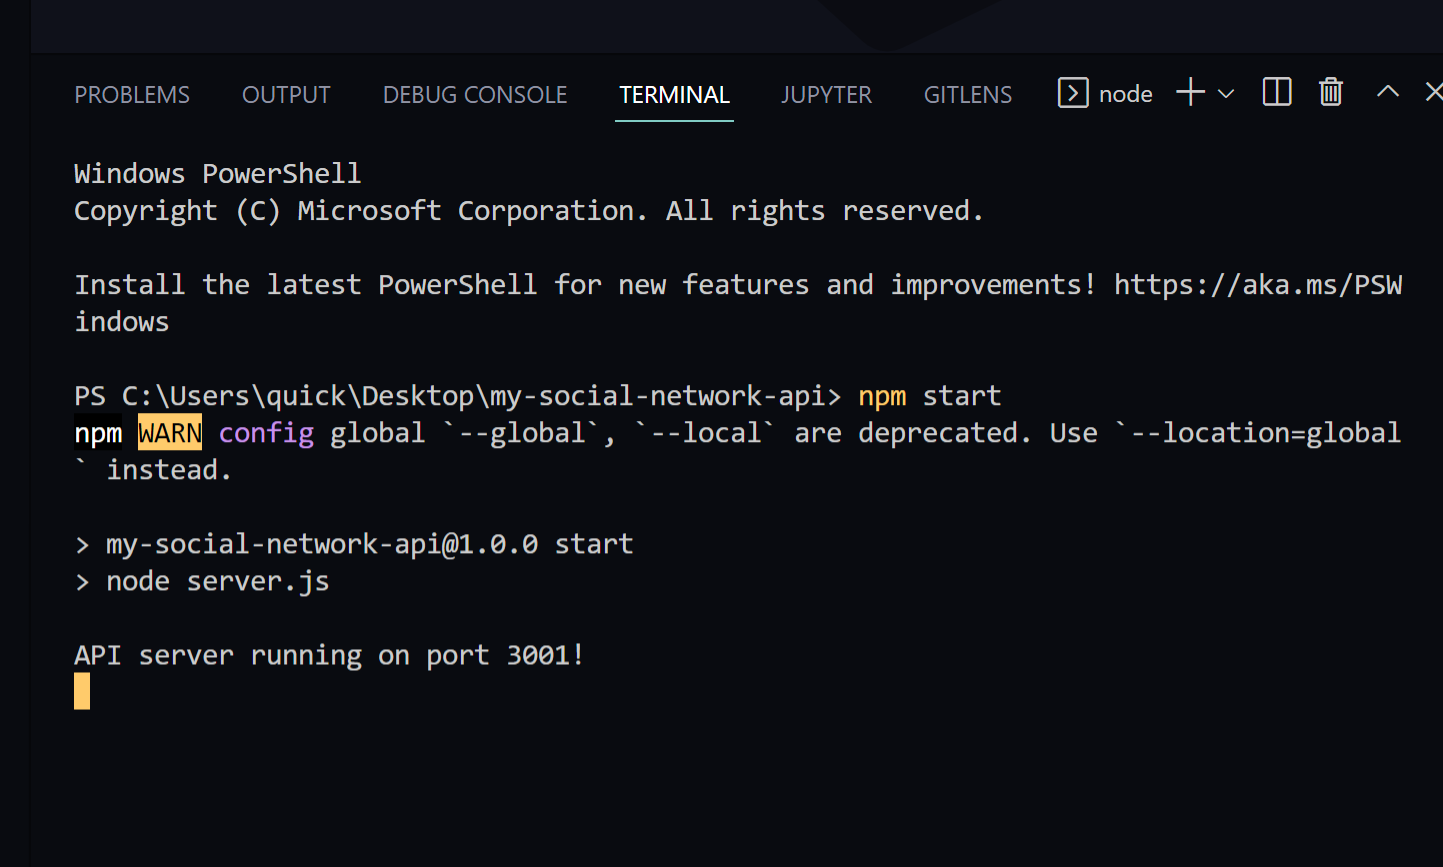 PROBLEMS OUTPUT DEBUG CONSOLE TERMINAL JUPYTER GITLENS node
Windows PowerShell
Copyright (C) Microsoft Corporation. All rights reserved.
Install the latest PowerShell for new features and improvements! https://aka.ms/PSW
indows
PS C:\Users\quick\Desktop\my-social-network-api> npm start
npm WARN config global `--global`, `--local` are deprecated. Use `--location=global
` instead.
> my-social-network-api@1.0.0 start
> node server.js
API server running on port 3001!